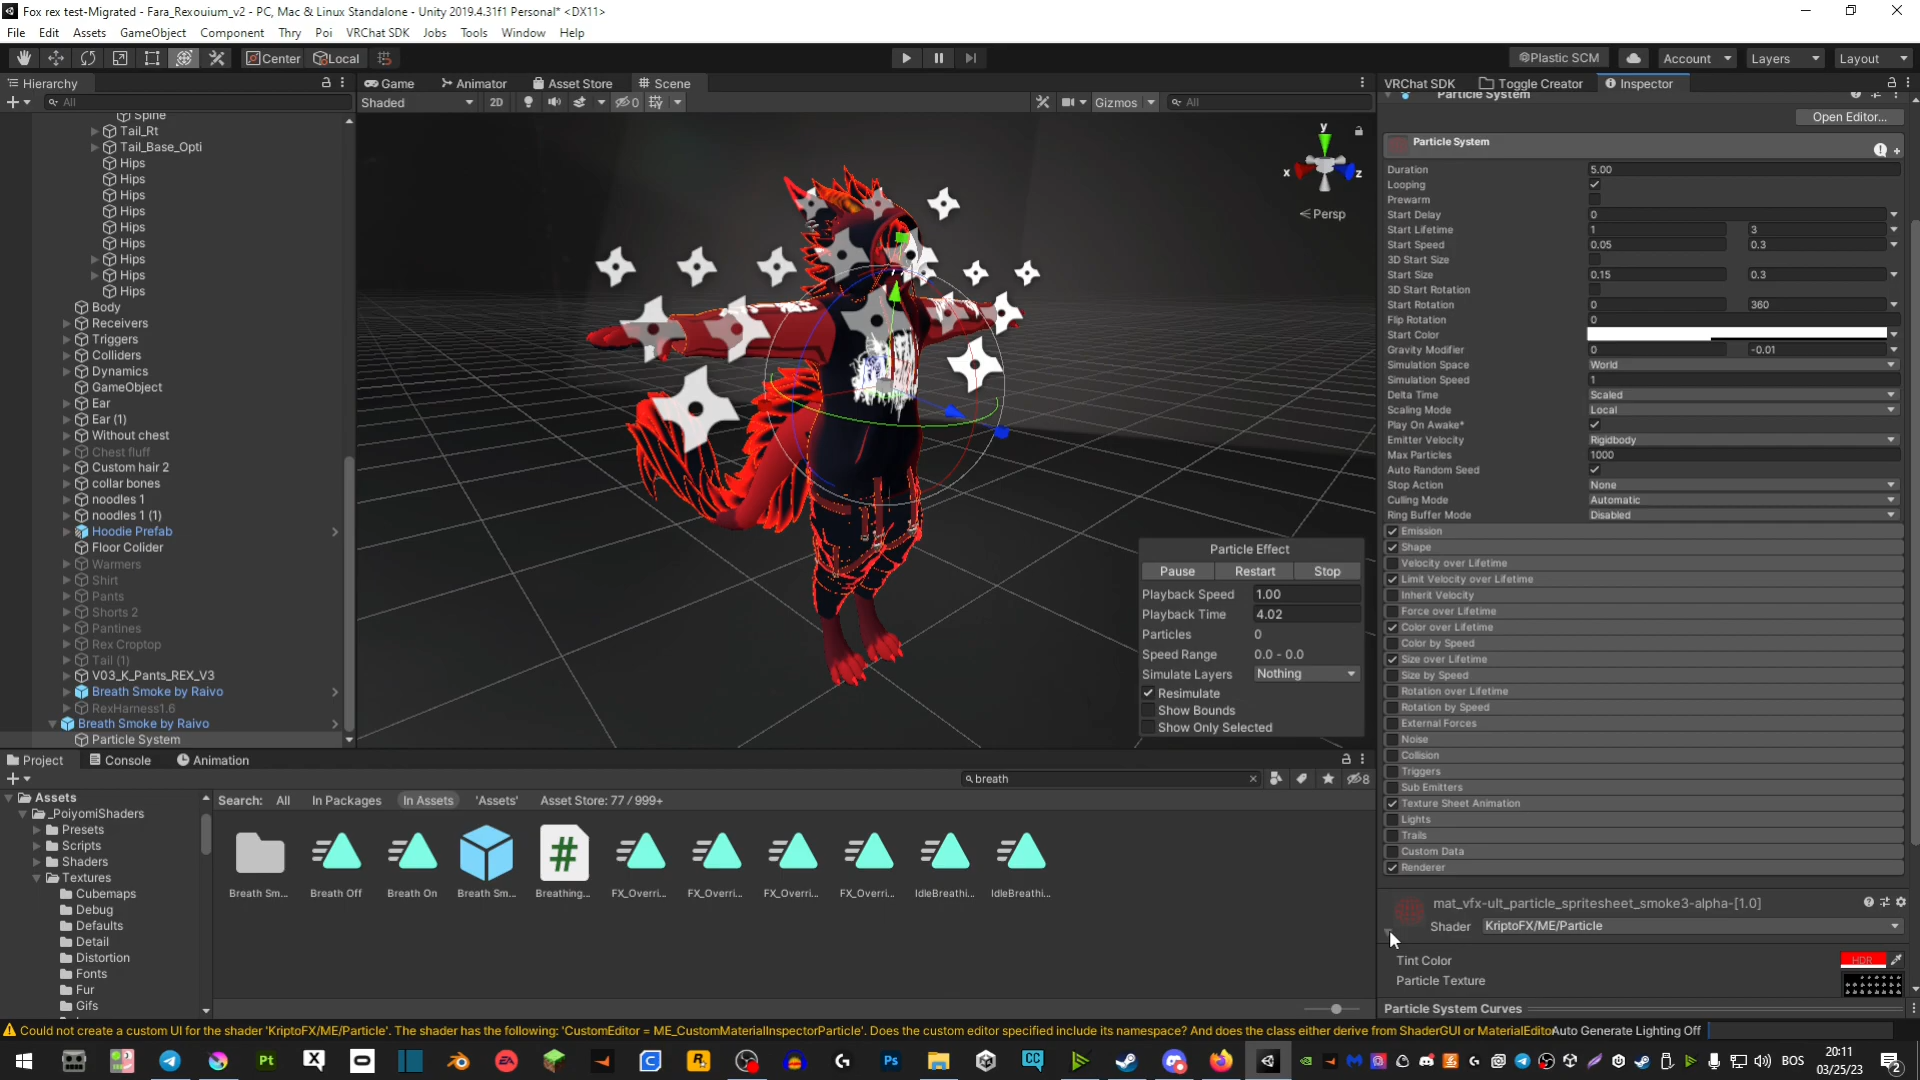 Fox rex test-Migrated - Fara_Rexouium_v2 - PC, Mac & Linux Standalone - Unity 2019.4.31f1 Personal* <DX11>
File Edit Assets GameObject Component Thry Poi VRChat SDK Jobs Tools Window Help
Center Local Plastic SCM Account Layers Layout
Hierarchy Game Animator Asset Store Scene VRChat SDK Toggle Creator Inspector
All Shaded 2D 0 Gizmos All
Particle System
Open Editor...
Particle System
Duration 5.00
Looping
Prewarm
Start Delay 0
Start Lifetime 1 3
Start Speed 0.05 0.3
3D Start Size
Start Size 0.15 0.3
3D Start Rotation
Start Rotation 0 360
Flip Rotation 0
Start Color
Gravity Modifier 0 -0.01
Simulation Space World
Simulation Speed 1
Delta Time Scaled
Scaling Mode Local
Play On Awake*
Emitter Velocity Rigidbody
Max Particles 1000
Auto Random Seed
Stop Action None
Culling Mode Automatic
Ring Buffer Mode Disabled
Emission
Shape
Velocity over Lifetime
Limit Velocity over Lifetime
Inherit Velocity
Force over Lifetime
Color over Lifetime
Color by Speed
Size over Lifetime
Size by Speed
Rotation over Lifetime
Rotation by Speed
External Forces
Noise
Collision
Triggers
Sub Emitters
Texture Sheet Animation
Lights
Trails
Custom Data
Renderer
mat_vfx-ult_particle_spritesheet_smoke3-alpha-[1.0]
Shader KriptoFX/ME/Particle
Tint Color HDR
Particle Texture
Particle System Curves
Spine
Tail_Rt
Tail_Base_Opti
Hips
Hips
Hips
Hips
Hips
Hips
Hips
Hips
Hips
Body
Receivers
Triggers
Colliders
Dynamics
GameObject
Ear
Ear (1)
Without chest
Chest fluff
Custom hair 2
collar bones
noodles 1
noodles 1 (1)
Hoodie Prefab
Floor Colider
Warmers
Shirt
Pants
Shorts 2
Pantines
Rex Croptop
Tail (1)
V03_K_Pants_REX_V3
Breath Smoke by Raivo
RexHarness1.6
Breath Smoke by Raivo
Particle System
y
x z
Persp
Particle Effect
Pause Restart Stop
Playback Speed 1.00
Playback Time 4.02
Particles 0
Speed Range 0.0 - 0.0
Simulate Layers Nothing
Resimulate
Show Bounds
Show Only Selected
Project Console Animation
breath 8
Search: All In Packages In Assets 'Assets' Asset Store: 77 / 999+
Assets
_PoiyomiShaders
Presets
Scripts
Shaders
Textures
Cubemaps
Debug
Defaults
Detail
Distortion
Fonts
Fur
Gifs
Breath Sm... Breath Off Breath On Breath Sm... Breathing... FX_Overri... FX_Overri... FX_Overri... FX_Overri... IdleBreathi... IdleBreathi...
Could not create a custom UI for the shader 'KriptoFX/ME/Particle'. The shader has the following: 'CustomEditor = ME_CustomMaterialInspectorParticle'. Does the custom editor specified include its namespace? And does the class either derive from ShaderGUI or MaterialEditor
Auto Generate Lighting Off
Pt X EA Ps CC BOS
20:11
03/25/23
2